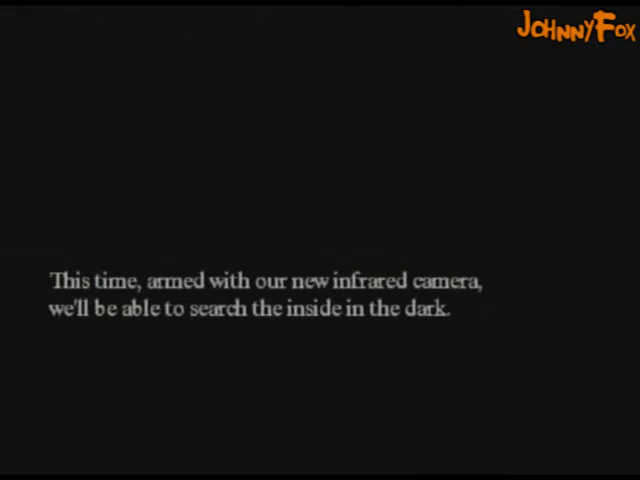 JOHNNYFOX
This time, armed with our new infrared camera,
we'll be able to search the inside in the dark.